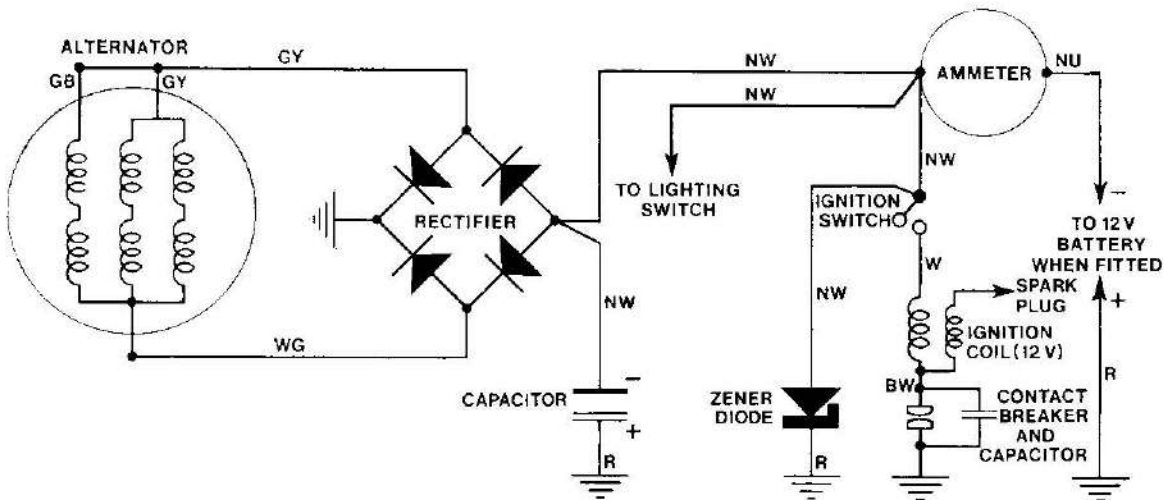 ALTERNATOR
GB
GY
GY
WG
RECTIFIER
NW
CAPACITOR
−
+
R
NW
NW
TO LIGHTING
SWITCH
AMMETER
NU
NW
IGNITION
SWITCH
NW
ZENER
DIODE
R
W
SPARK
PLUG
IGNITION
COIL (12 V)
BW
CONTACT
BREAKER
AND
CAPACITOR
−
TO 12 V
BATTERY
WHEN FITTED
+
R